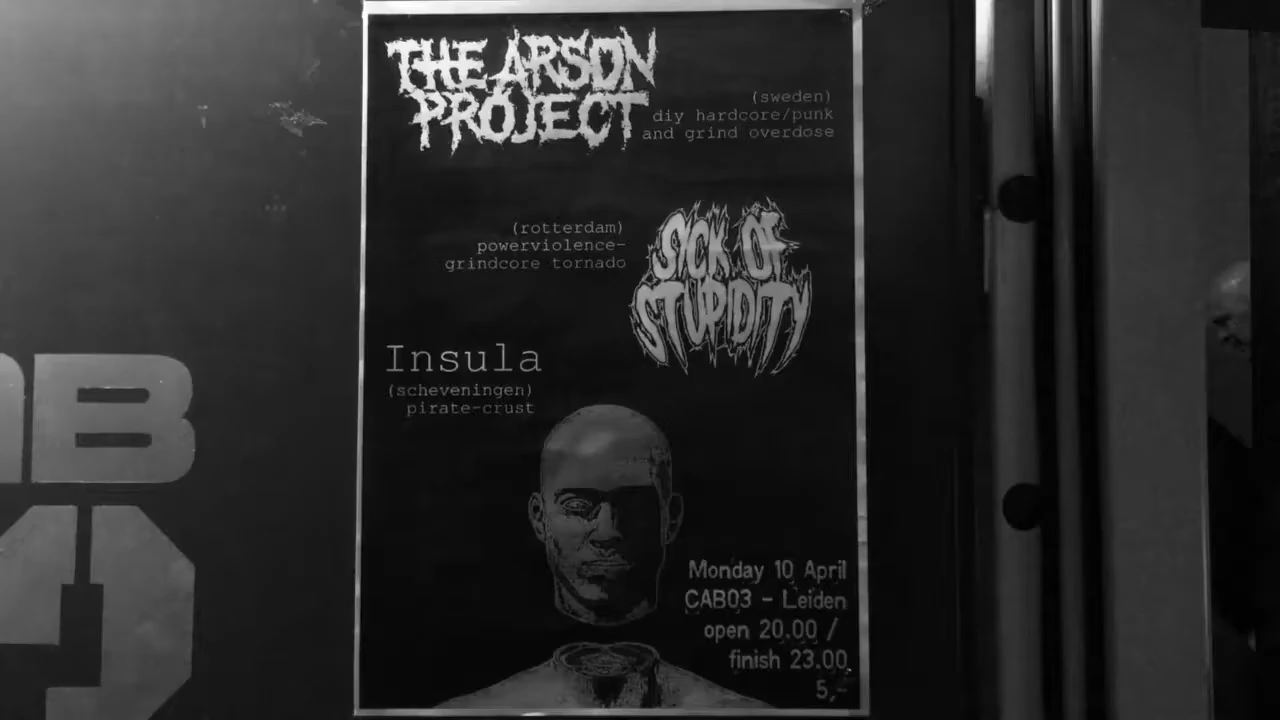 THE ARSON
PROJECT
(sweden)
diy hardcore/punk
and grind overdose
(rotterdam)
powerviolence-
grindcore tornado
SICK OF
STUPIDITY
Insula
(scheveningen)
pirate-crust
Monday 10 April
CAB03 - Leiden
open 20.00 /
finish 23.00
5,-
B